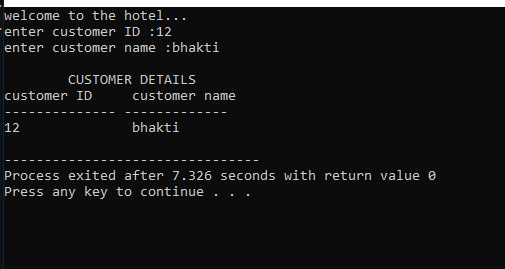 welcome to the hotel...
enter customer ID :12
enter customer name :bhakti
CUSTOMER DETAILS
customer ID customer name
-------------- -------------
12 bhakti
--------------------------------
Process exited after 7.326 seconds with return value 0
Press any key to continue . . .